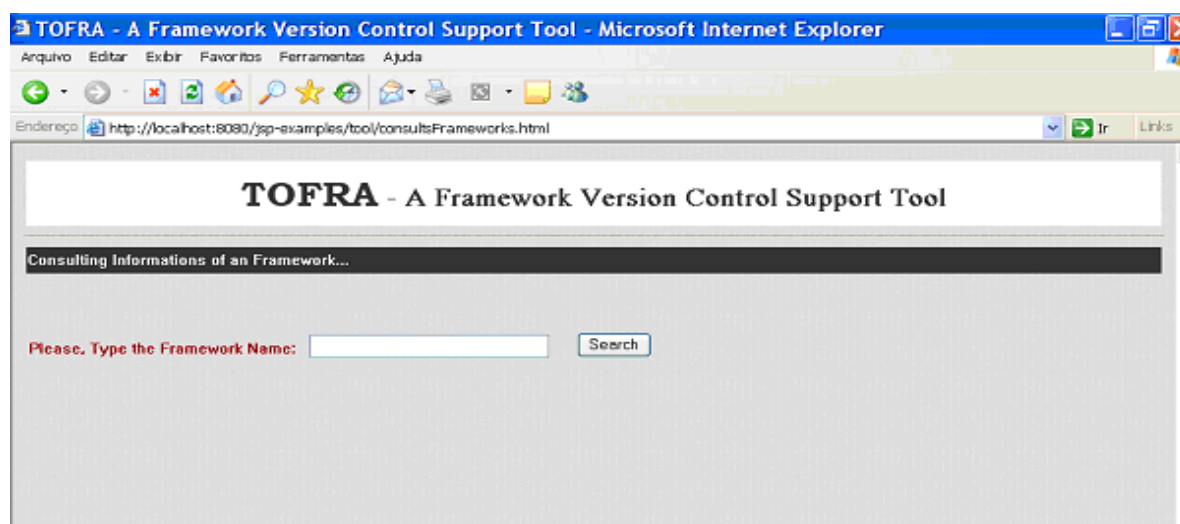 TOFRA - A Framework Version Control Support Tool - Microsoft Internet Explorer
Arquivo Editar Exibir Favoritos Ferramentas Ajuda
Endereço http://localhost:8080/jsp-examples/tool/consultsFrameworks.html Ir Links
TOFRA - A Framework Version Control Support Tool
Consulting Informations of an Framework...
Please, Type the Framework Name: Search